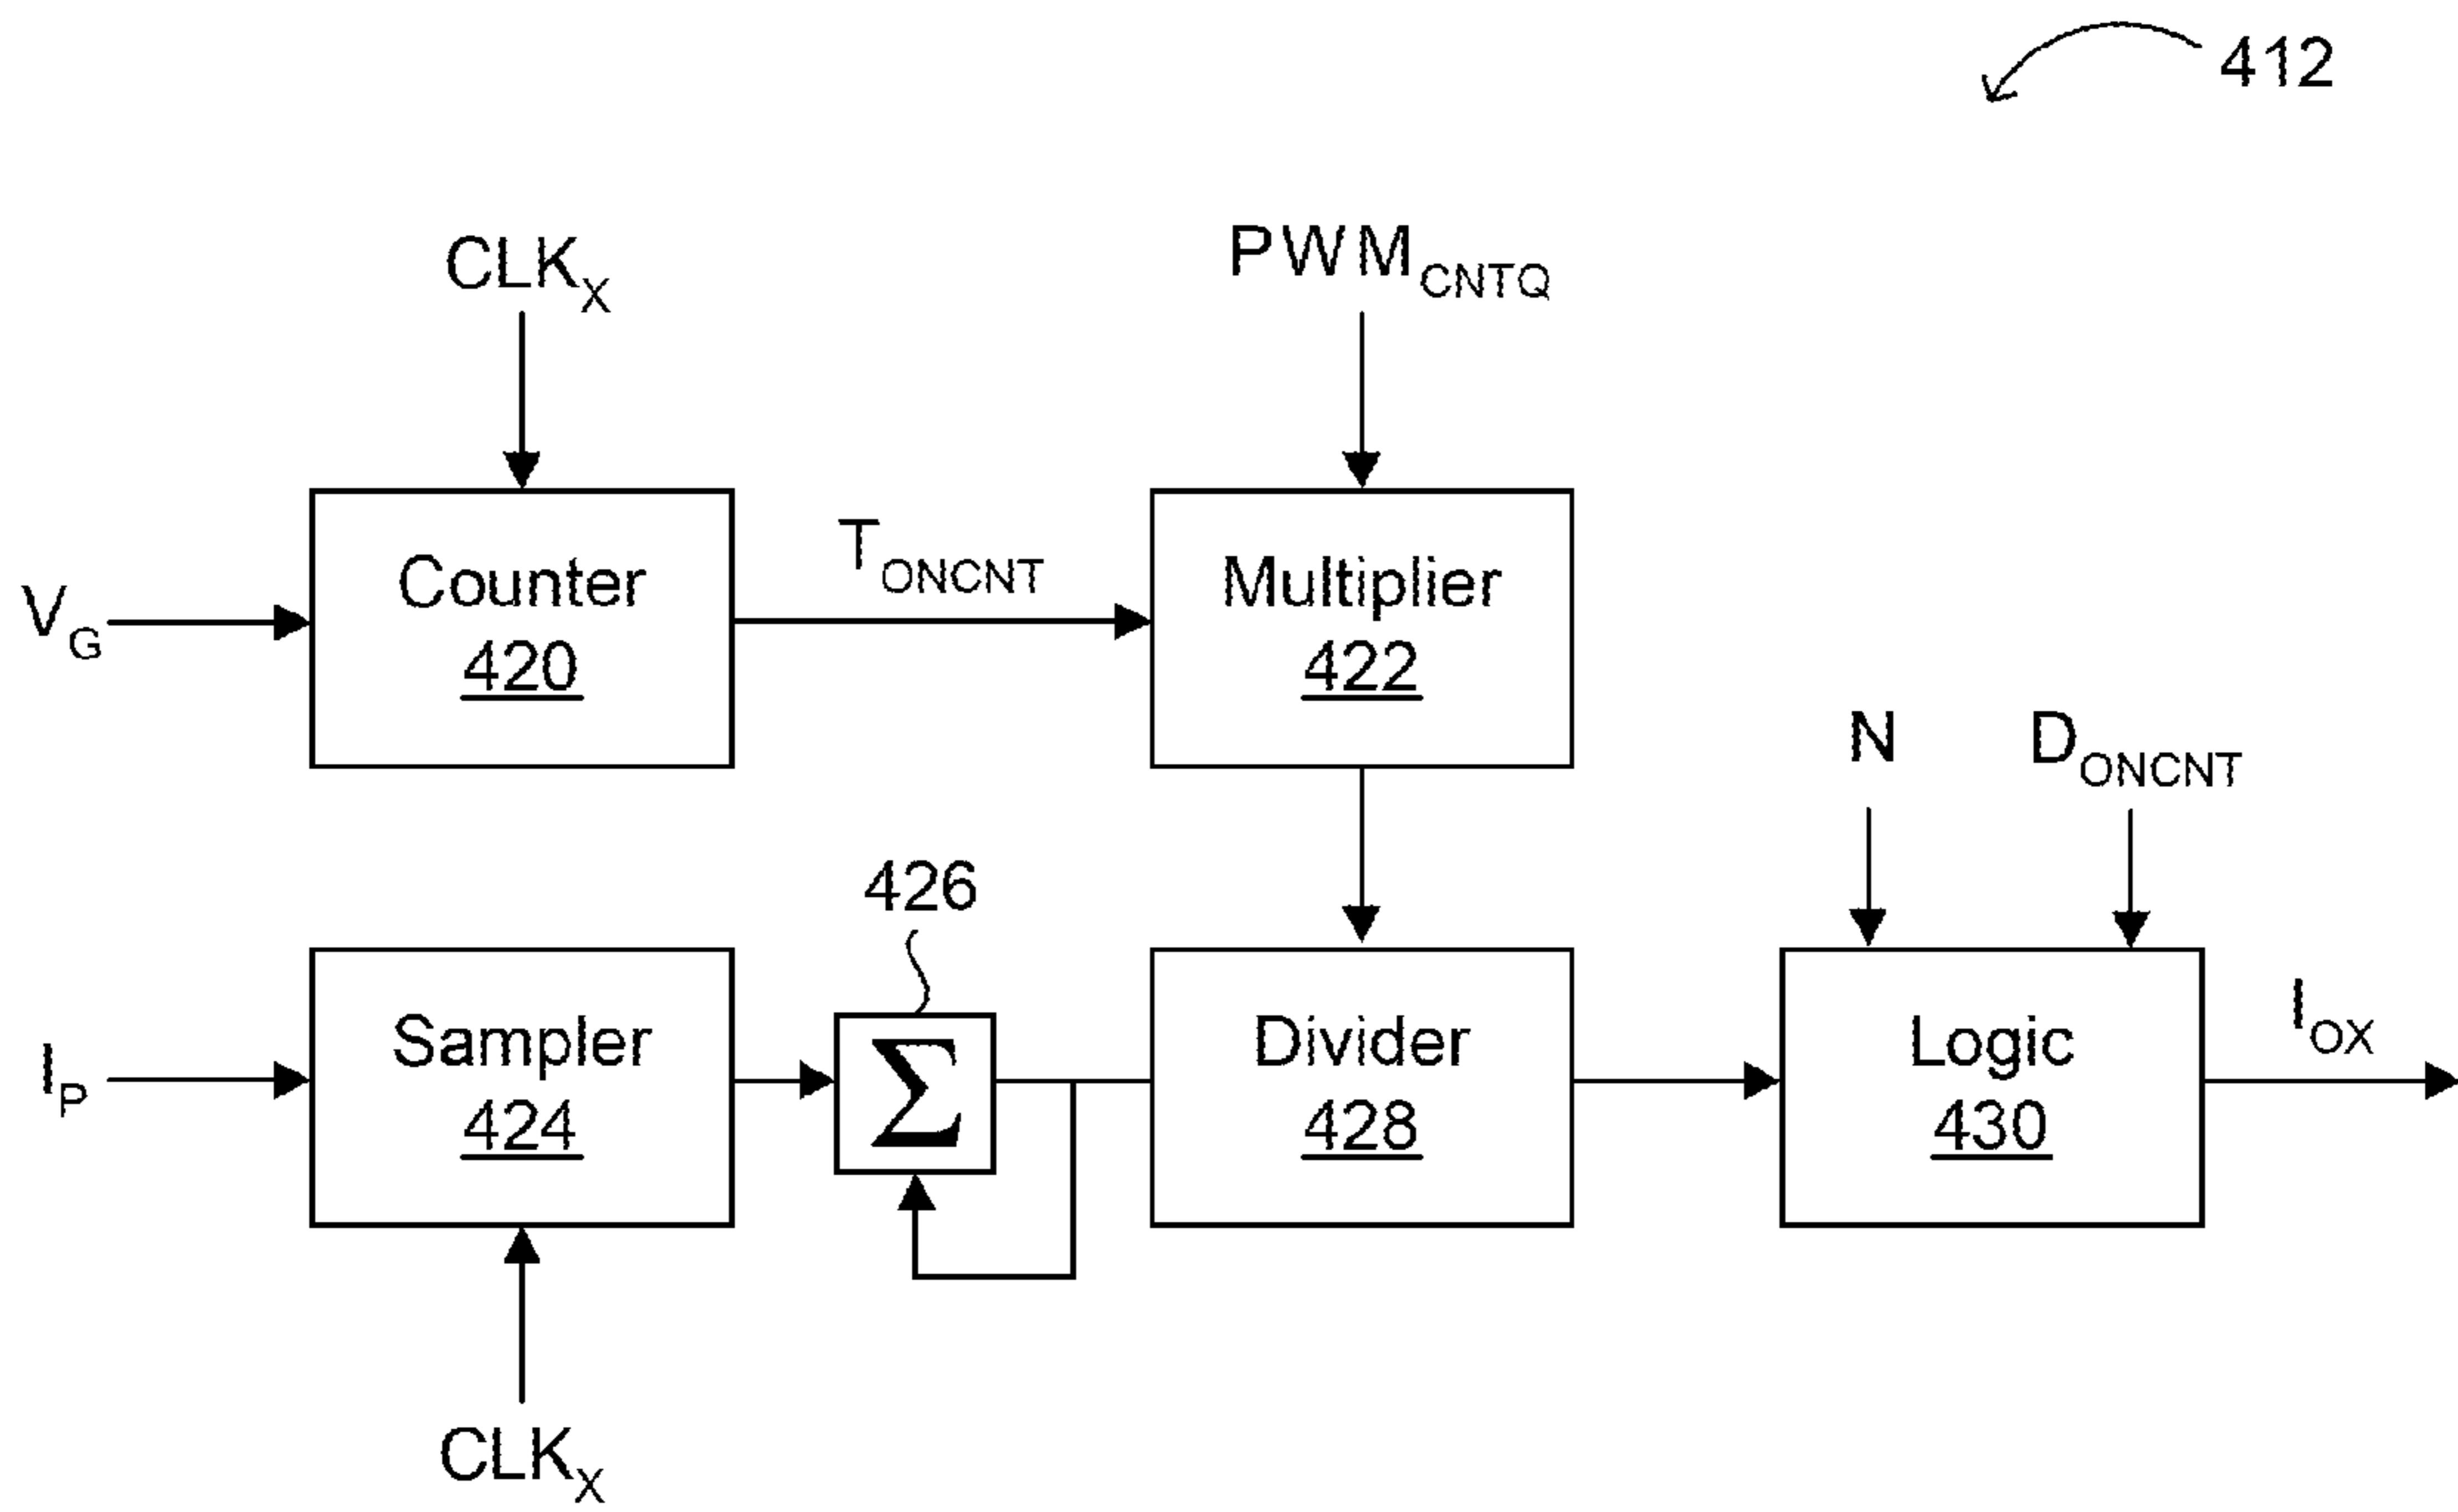 412
CLKX
PWMCNTQ
VG
Counter
420
TONCNT
Multiplier
422
N
DONCNT
426
IP
Sampler
424
Σ
Divider
428
Logic
430
IOX
CLKX